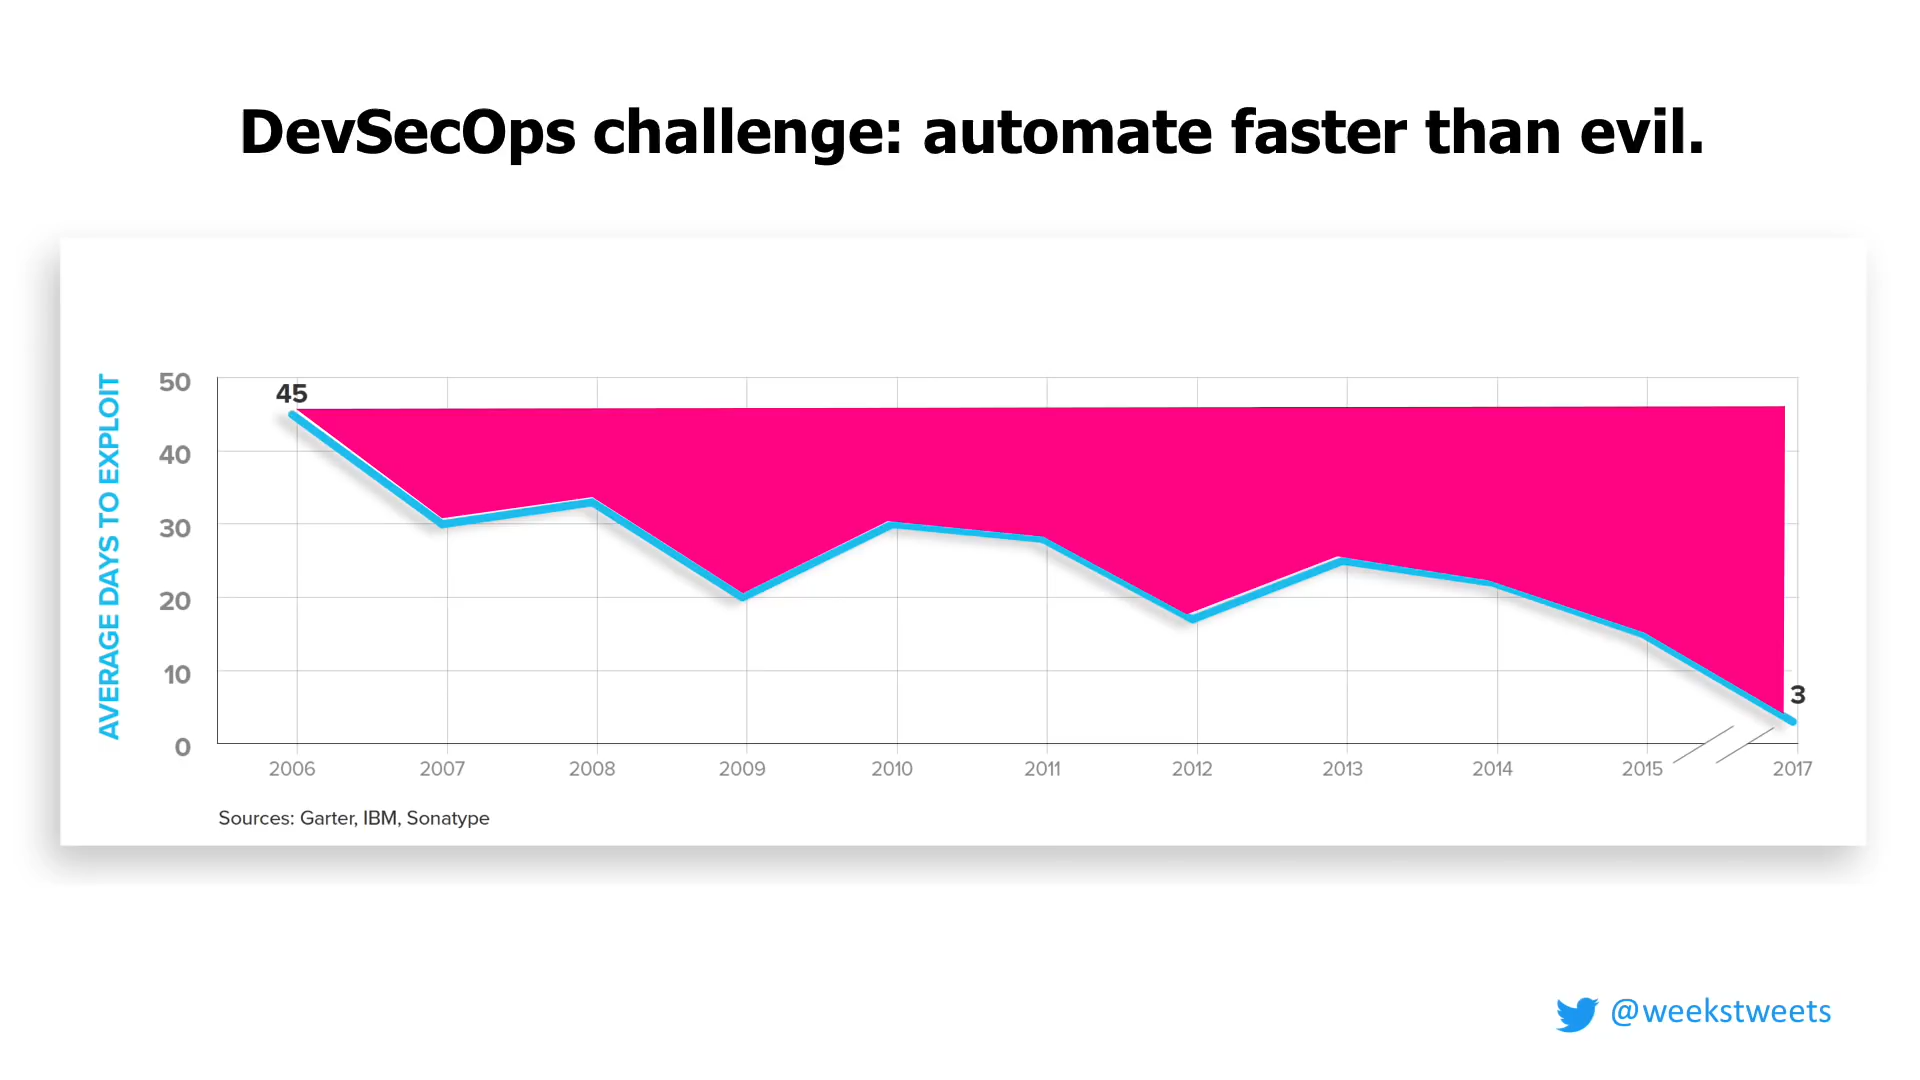 DevSecOps challenge: automate faster than evil.
AVERAGE DAYS TO EXPLOIT
50
40
30
20
10
0
45
3
2006 2007 2008 2009 2010 2011 2012 2013 2014 2015 2017
Sources: Garter, IBM, Sonatype
@weekstweets